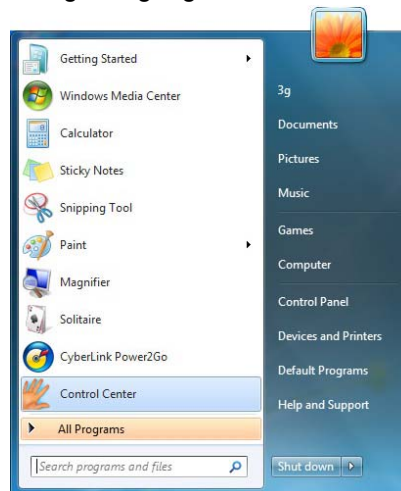 Getting Started
Windows Media Center
Calculator
Sticky Notes
Snipping Tool
Paint
Magnifier
Solitaire
CyberLink Power2Go
Control Center
All Programs
Search programs and files
3g
Documents
Pictures
Music
Games
Computer
Control Panel
Devices and Printers
Default Programs
Help and Support
Shut down